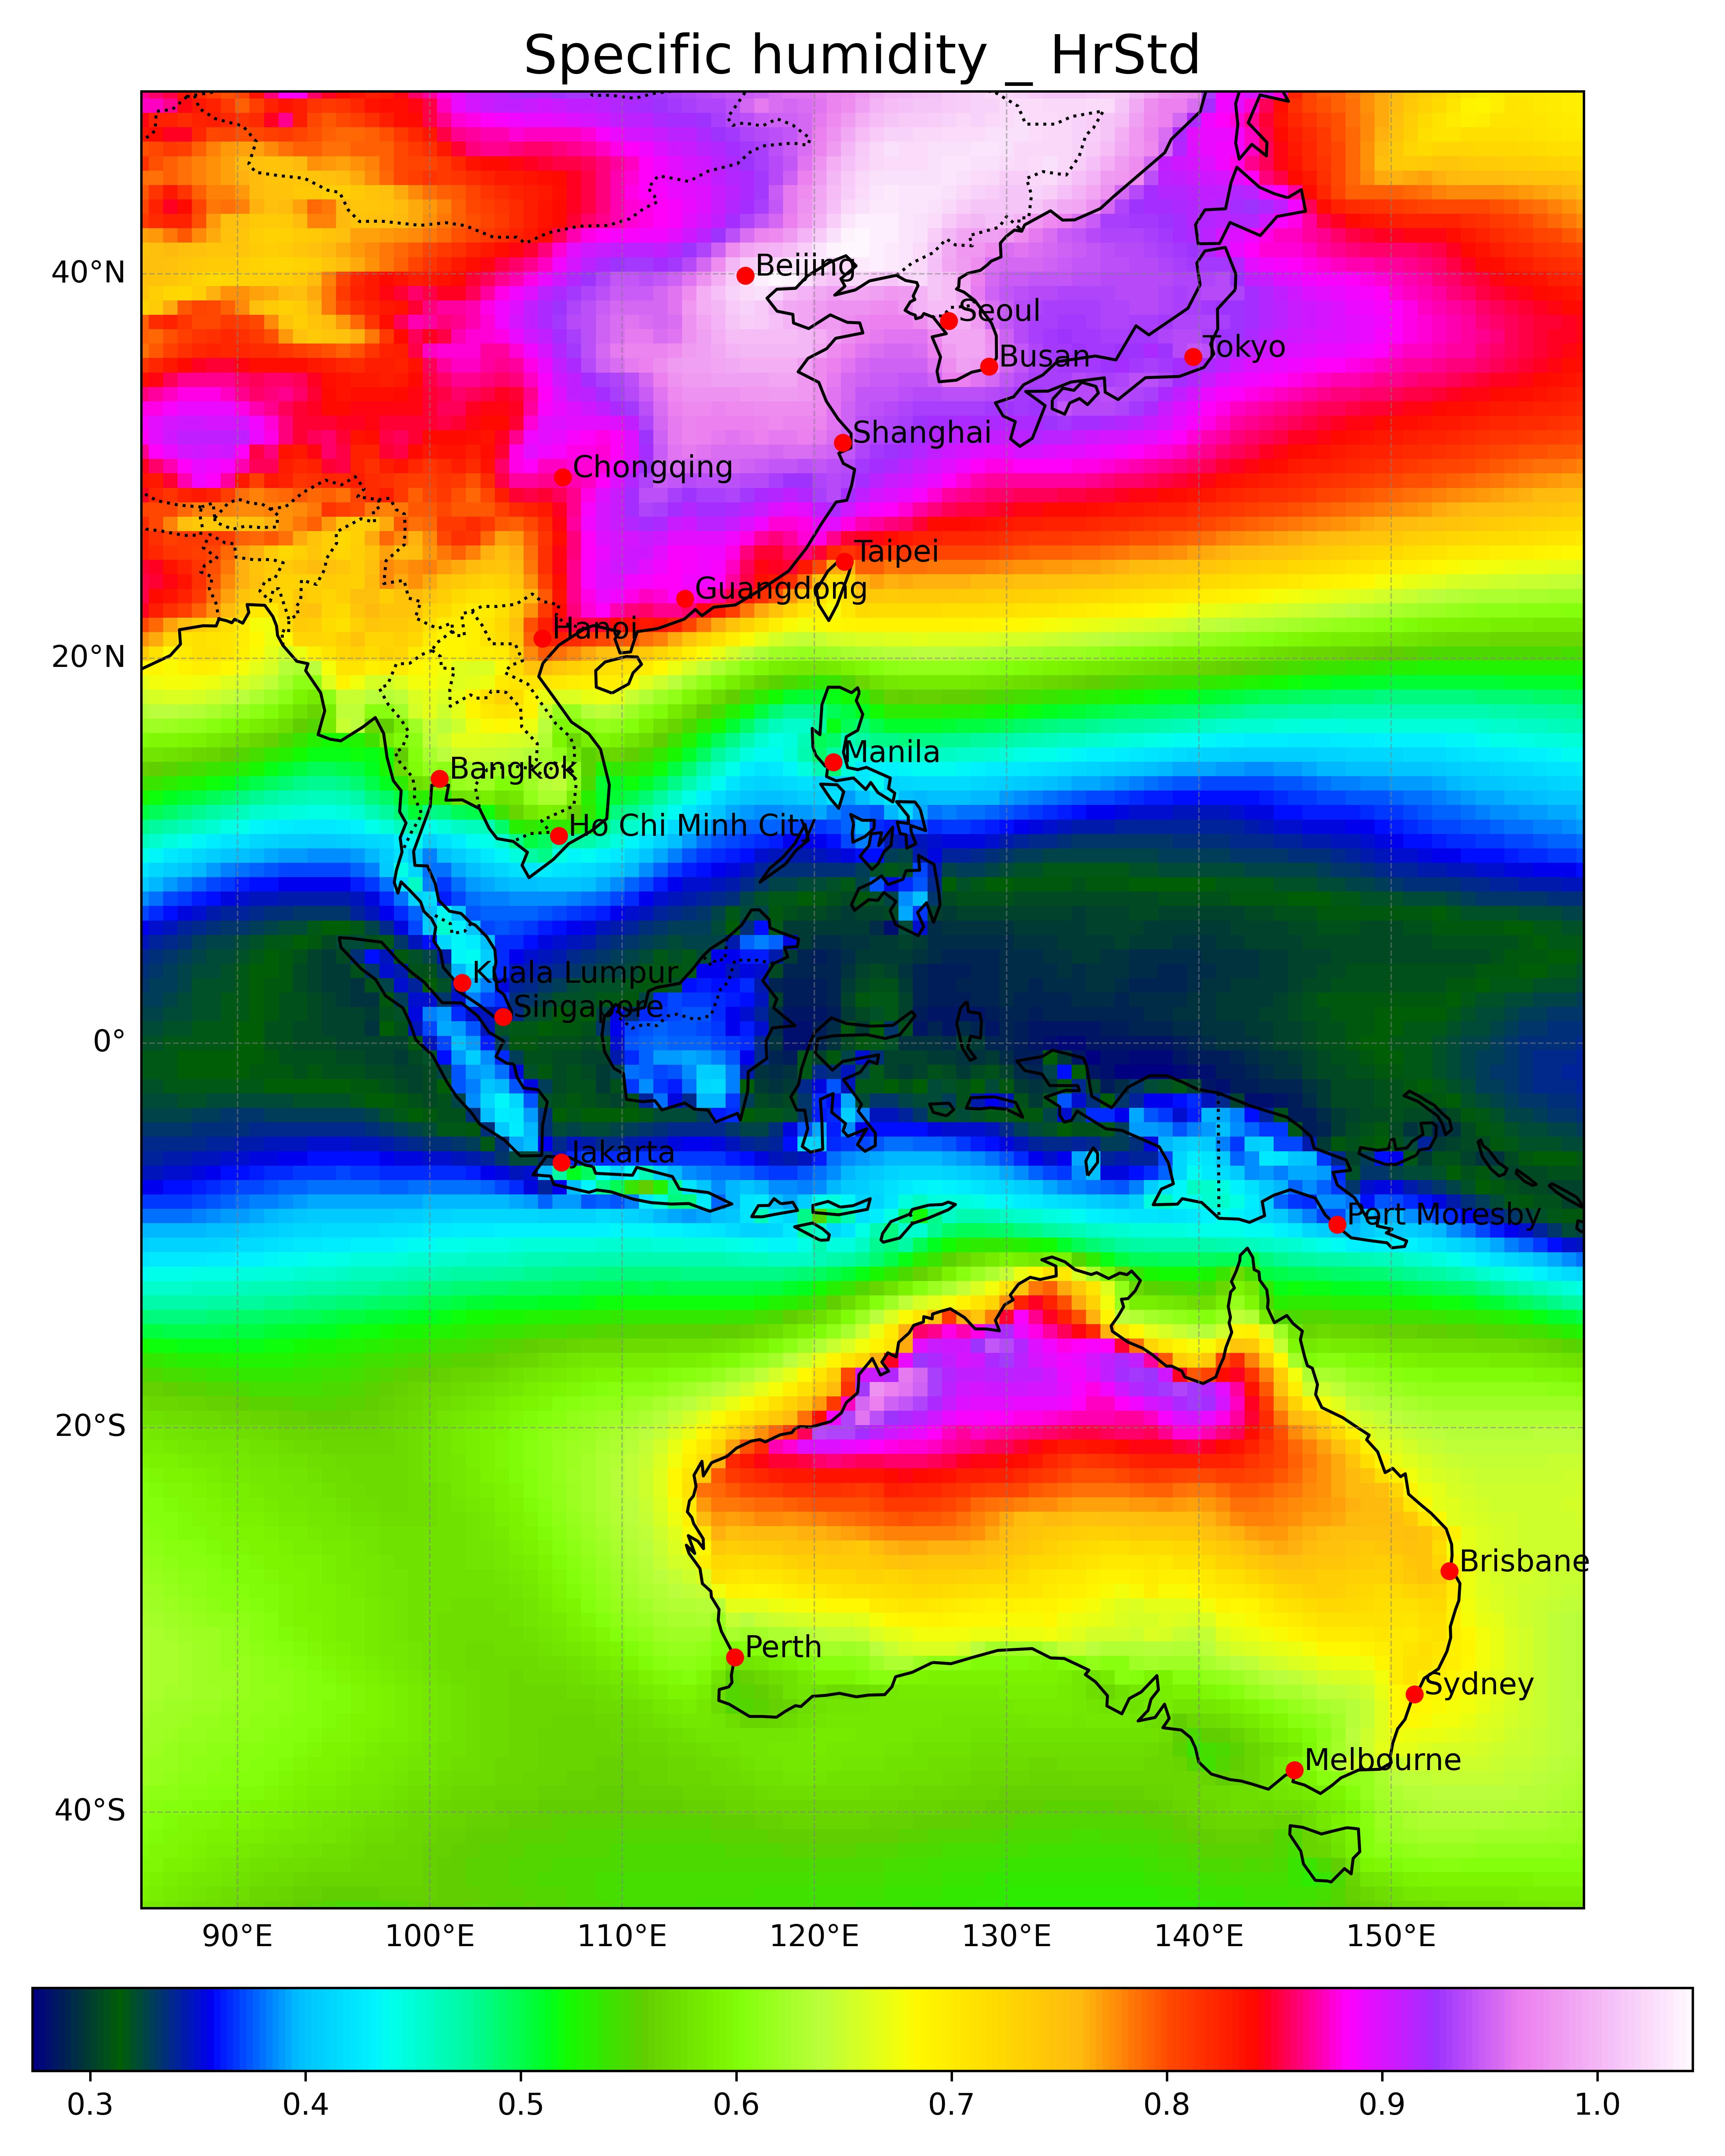 Specific humidity _ HrStd
Beijing
40°N
Seoul
Tokyo
Busan
Shanghai
Chongqing
Taipei
Guangdong
Hanoi
20°N
Manila
Bangkok
Ho Chi Minh City
Kuala Lumpur
Singapore
0°
Jakarta
Port Moresby
20°S
Brisbane
Perth
Sydney
Melbourne
40°S
90°E 100°E 110°E 120°E 130°E 140°E 150°E
0.3 0.4 0.5 0.6 0.7 0.8 0.9 1.0